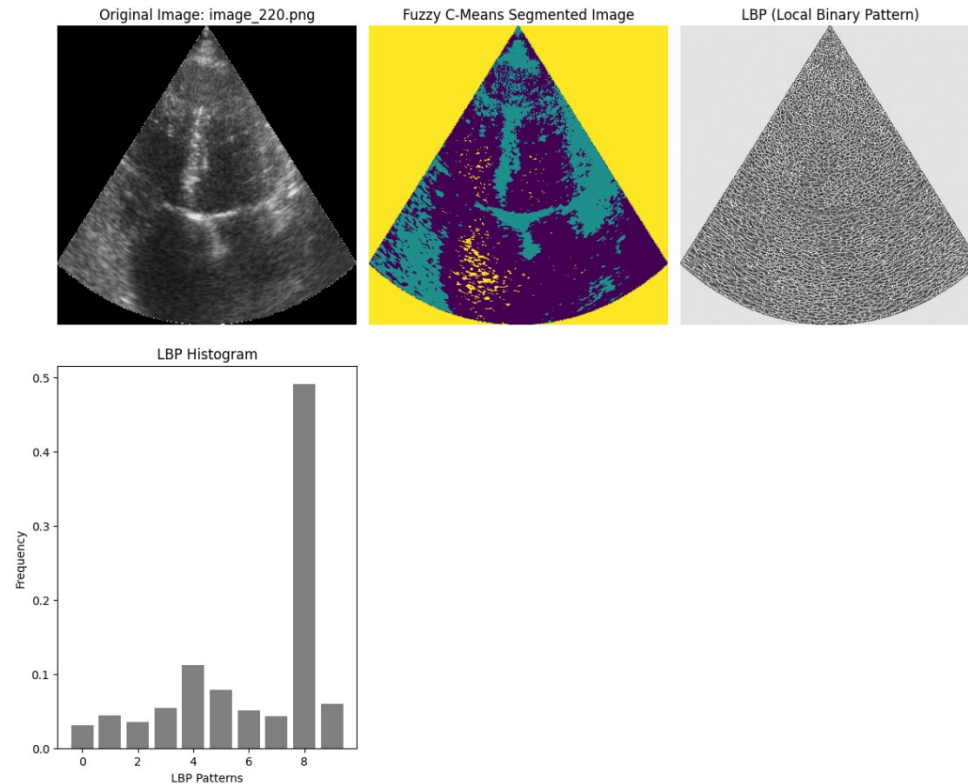 Original Image: image_220.png
Fuzzy C-Means Segmented Image
LBP (Local Binary Pattern)
LBP Histogram
0.5
0.4
0.3
0.2
0.1
0.0
Frequency
0 2 4 6 8
LBP Patterns